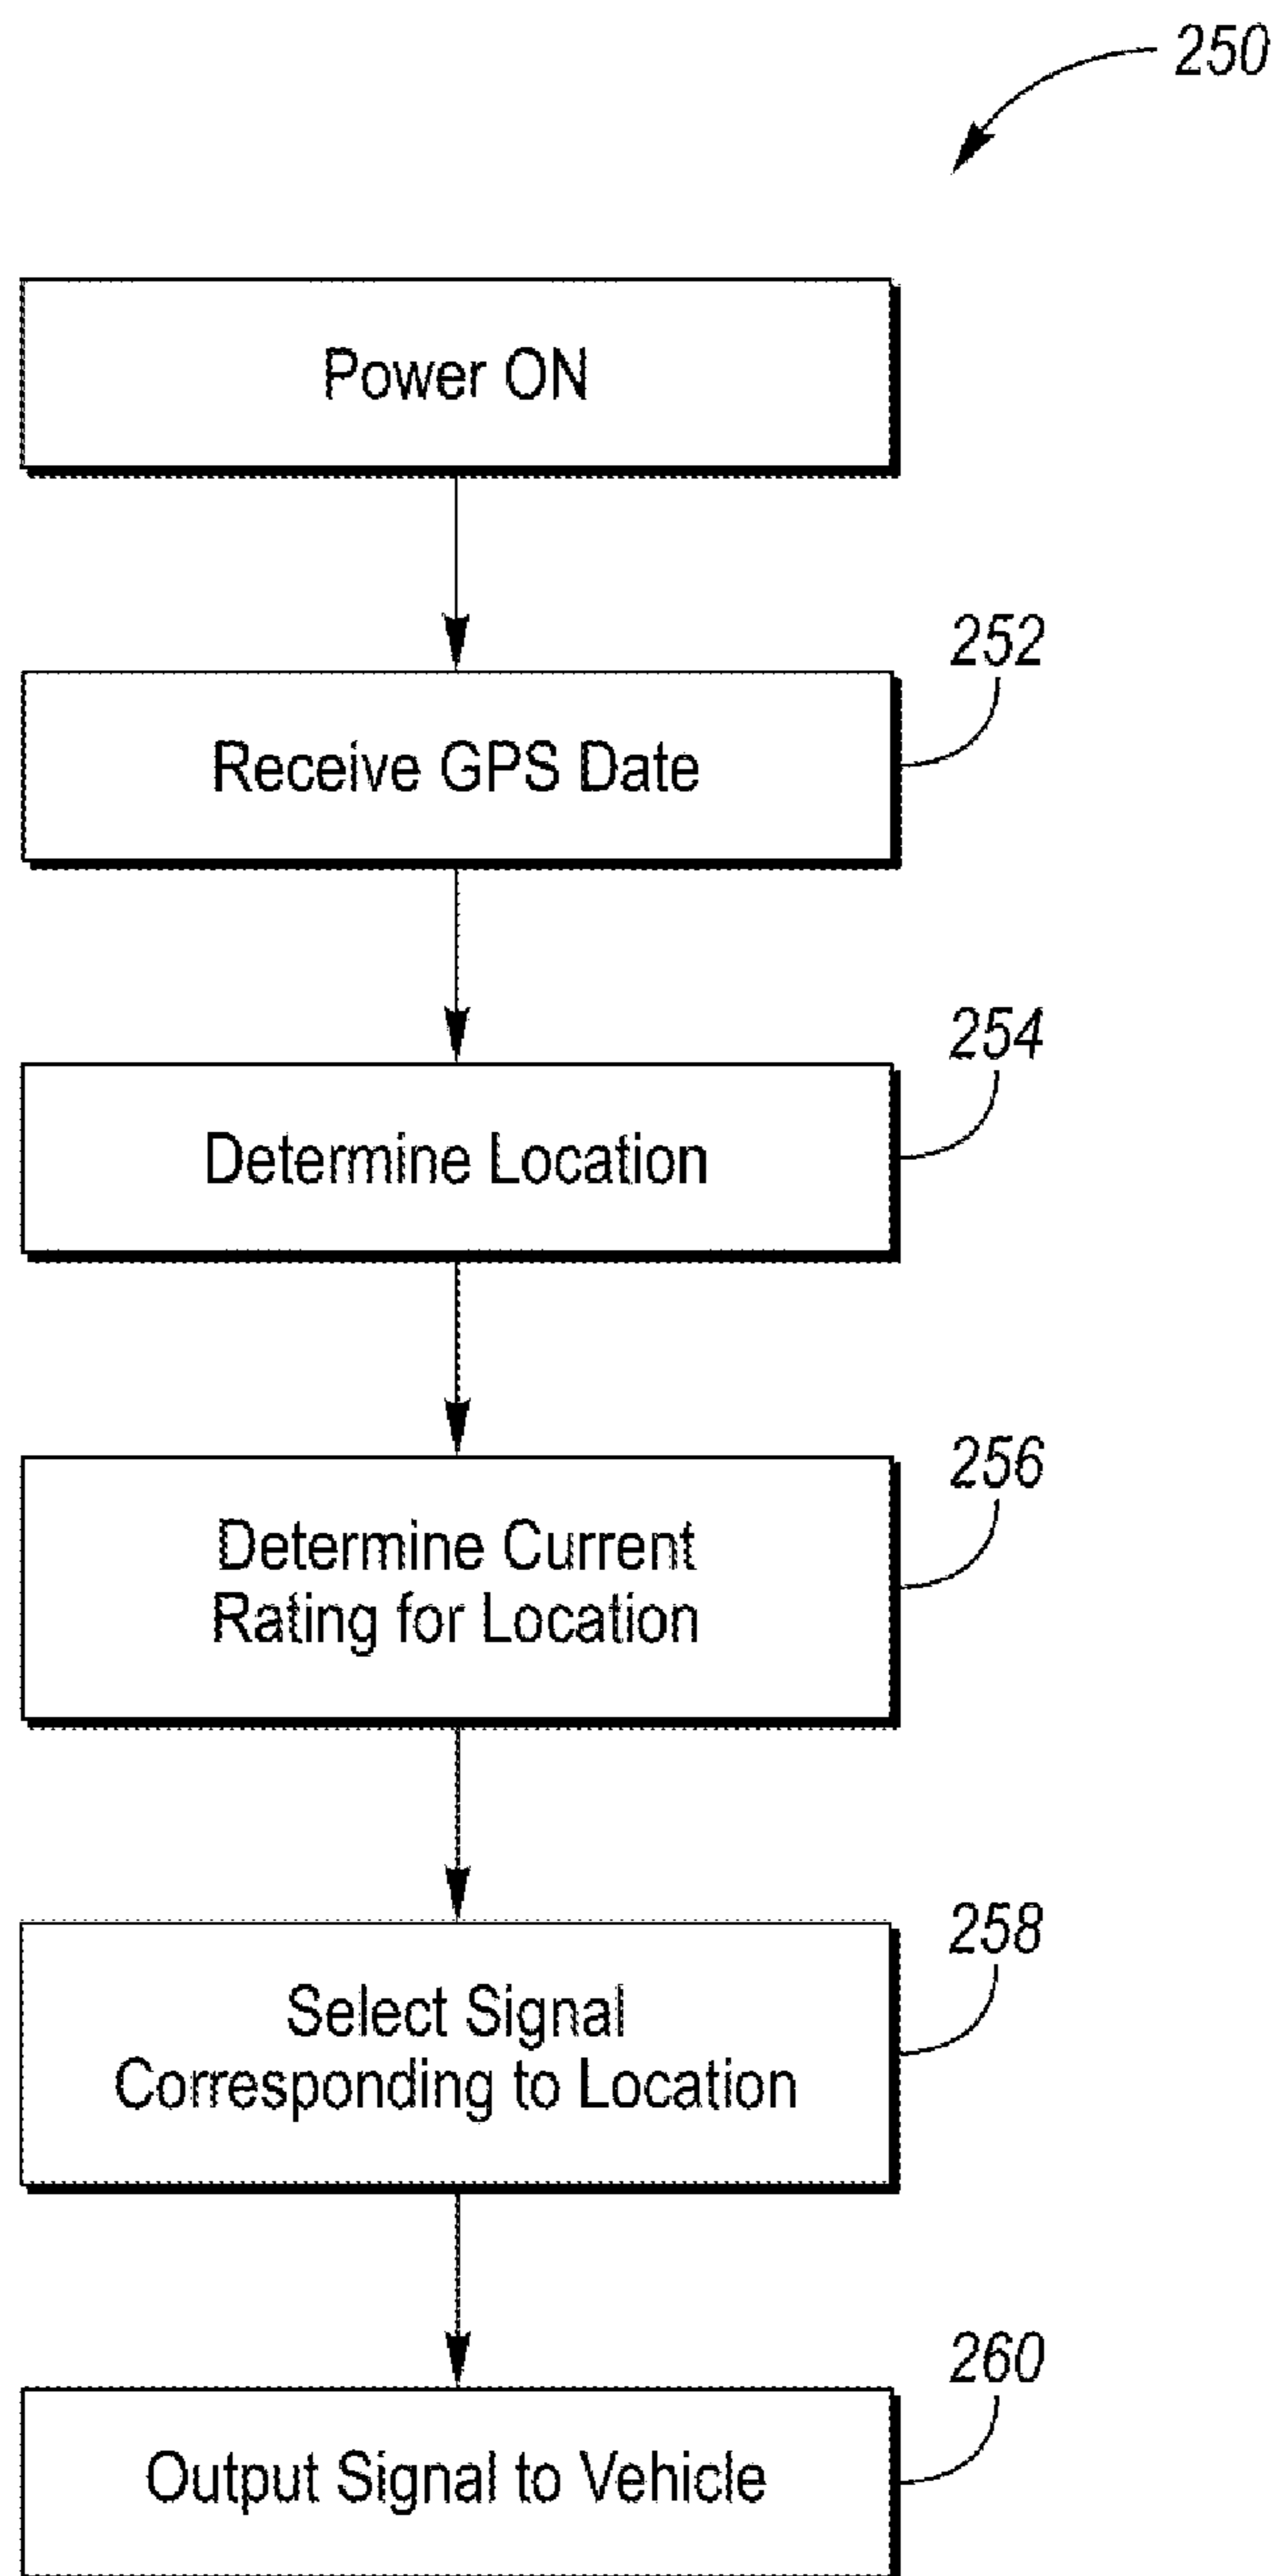 250
Power ON
252
Receive GPS Date
254
Determine Location
256
Determine Current
Rating for Location
258
Select Signal
Corresponding to Location
260
Output Signal to Vehicle